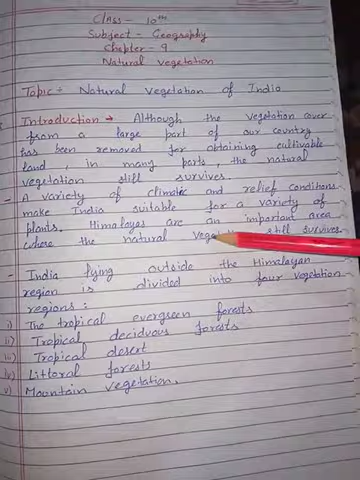 Class - 10th
Subject - Geography
Chapter - 9
Natural vegetation
Topic:- Natural Vegetation of India
Introduction → Although the vegetation cover
from a large part of our country
has been removed for obtaining cultivable
land, in many parts, the natural
vegetation still survives.
- A variety of climatic and relief conditions
make India suitable for a variety of
plants. Himalayas are an important area
where the natural still survives.
- India lying outside the Himalayan
region is divided into four vegetation
regions:
i) The tropical evergreen forests
ii) Tropical deciduous forests
iii) Tropical desert
iv) Littoral forests
v) Mountain vegetation.